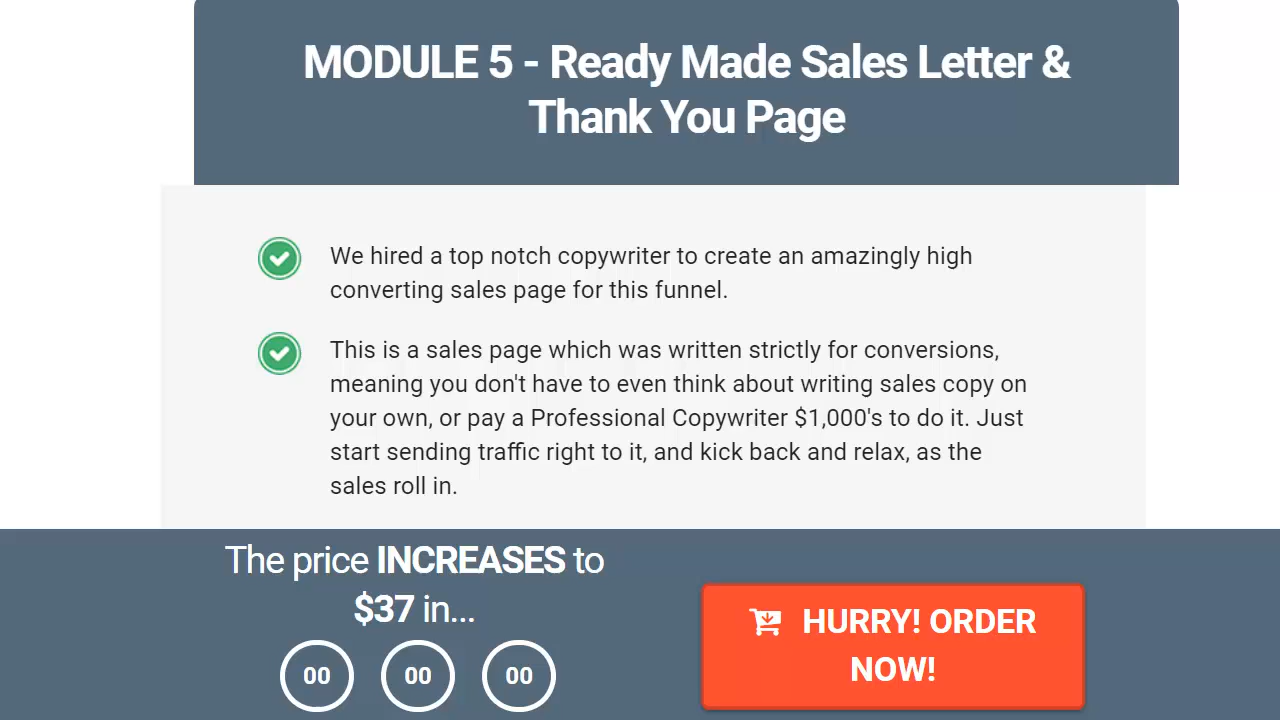 MODULE 5 - Ready Made Sales Letter &
Thank You Page
We hired a top notch copywriter to create an amazingly high
converting sales page for this funnel.
This is a sales page which was written strictly for conversions,
meaning you don't have to even think about writing sales copy on
your own, or pay a Professional Copywriter $1,000's to do it. Just
start sending traffic right to it, and kick back and relax, as the
sales roll in.
The price INCREASES to
$37 in...
00 00 00
HURRY! ORDER
NOW!